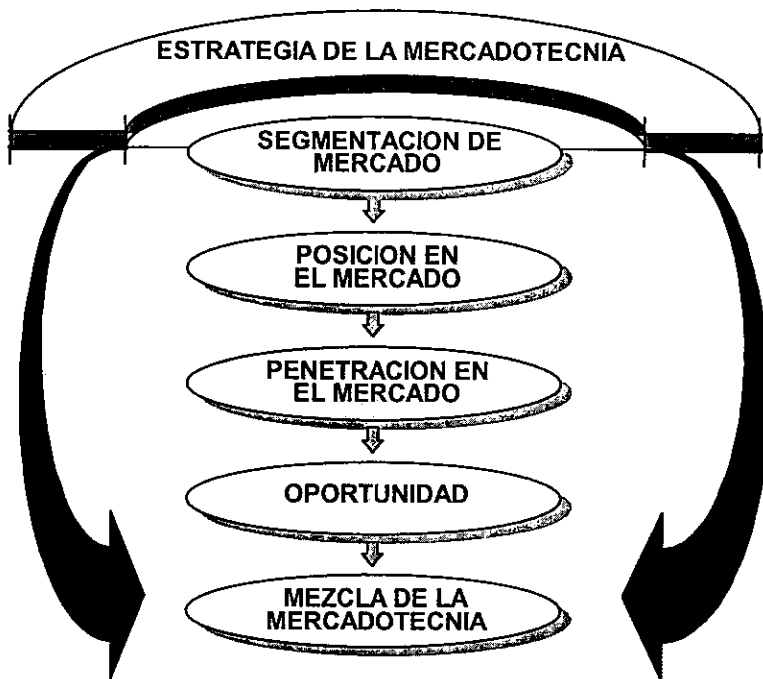 ESTRATEGIA DE LA MERCADOTECNIA
SEGMENTACION DE
MERCADO
POSICION EN
EL MERCADO
PENETRACION EN
EL MERCADO
OPORTUNIDAD
MEZCLA DE LA
MERCADOTECNIA